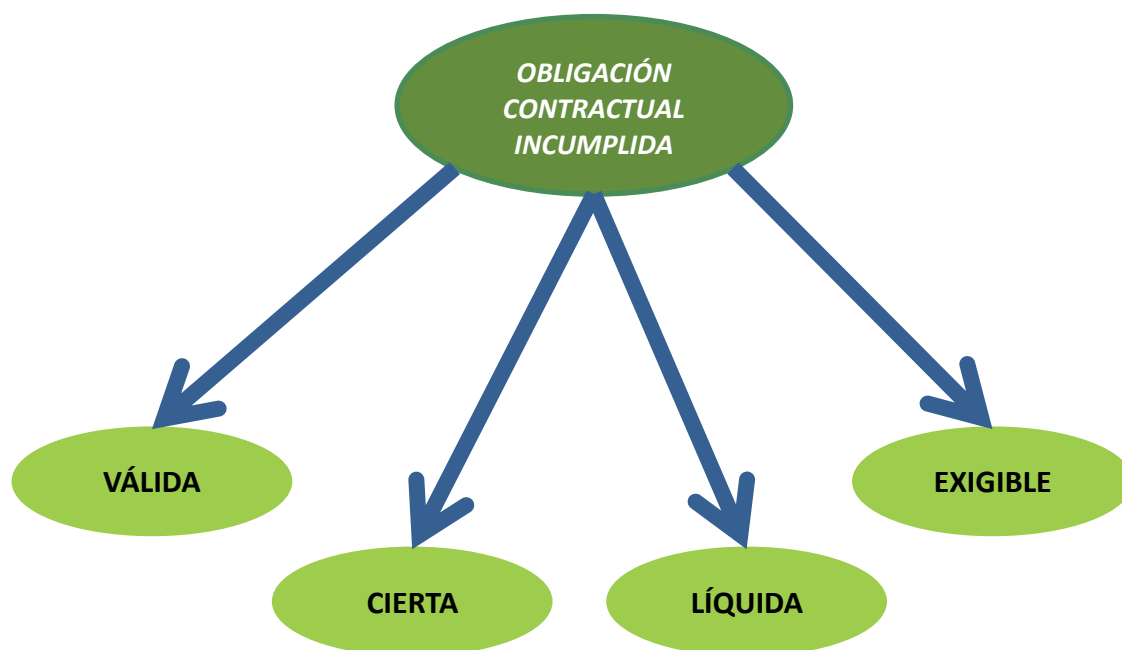 OBLIGACIÓN
CONTRACTUAL
INCUMPLIDA
VÁLIDA
EXIGIBLE
CIERTA
LÍQUIDA